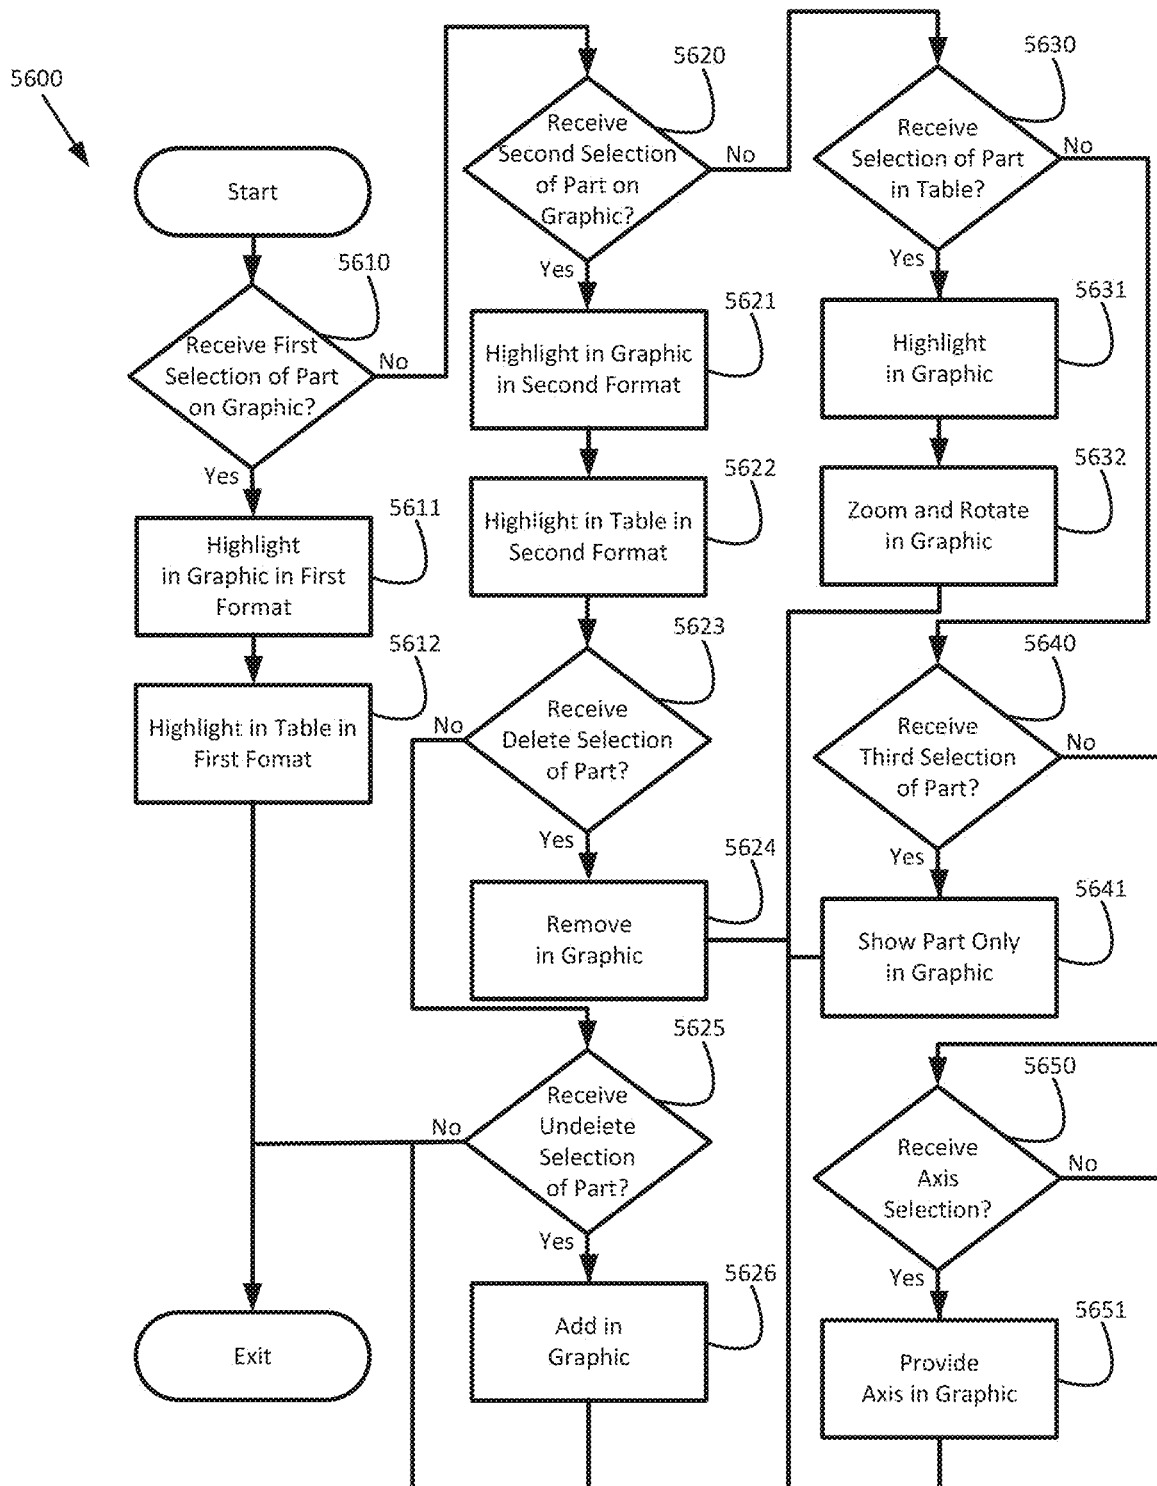 5600
Start
5610
Receive First
Selection of Part
on Graphic?
No
Yes
5611
Highlight
in Graphic in First
Format
5612
Highlight in Table in
First Fomat
Exit
5620
Receive
Second Selection
of Part on
Graphic?
No
Yes
5621
Highlight in Graphic
in Second Format
5622
Highlight in Table in
Second Format
5623
Receive
Delete Selection
of Part?
No
Yes
5624
Remove
in Graphic
5625
Receive
Undelete
Selection
of Part?
No
Yes
5626
Add in
Graphic
5630
Receive
Selection of Part
in Table?
No
Yes
5631
Highlight
in Graphic
5632
Zoom and Rotate
in Graphic
5640
Receive
Third Selection
of Part?
No
Yes
5641
Show Part Only
in Graphic
5650
Receive
Axis
Selection?
No
Yes
5651
Provide
Axis in Graphic